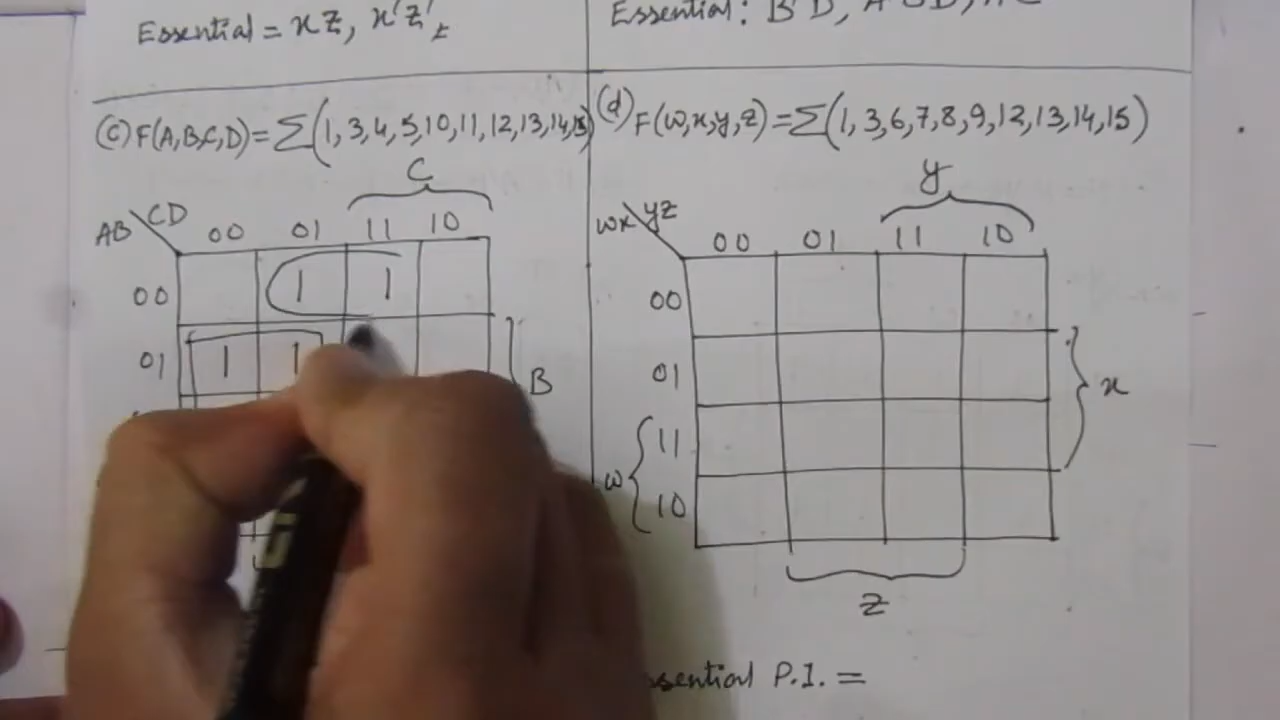 Essential = xz, x'z'
Essential: B'D,
(c) F(A,B,C,D)= Σ(1, 3, 4, 5, 10, 11, 12, 13, 14, 15)
C
AB CD
00 01 11 10
00 1 1
01 1 1
B
(d) F(w,x,y,z) = Σ(1, 3, 6, 7, 8, 9, 12, 13, 14, 15)
y
wx yz
00 01 11 10
00
01
x
11
w
10
z
P.I. =